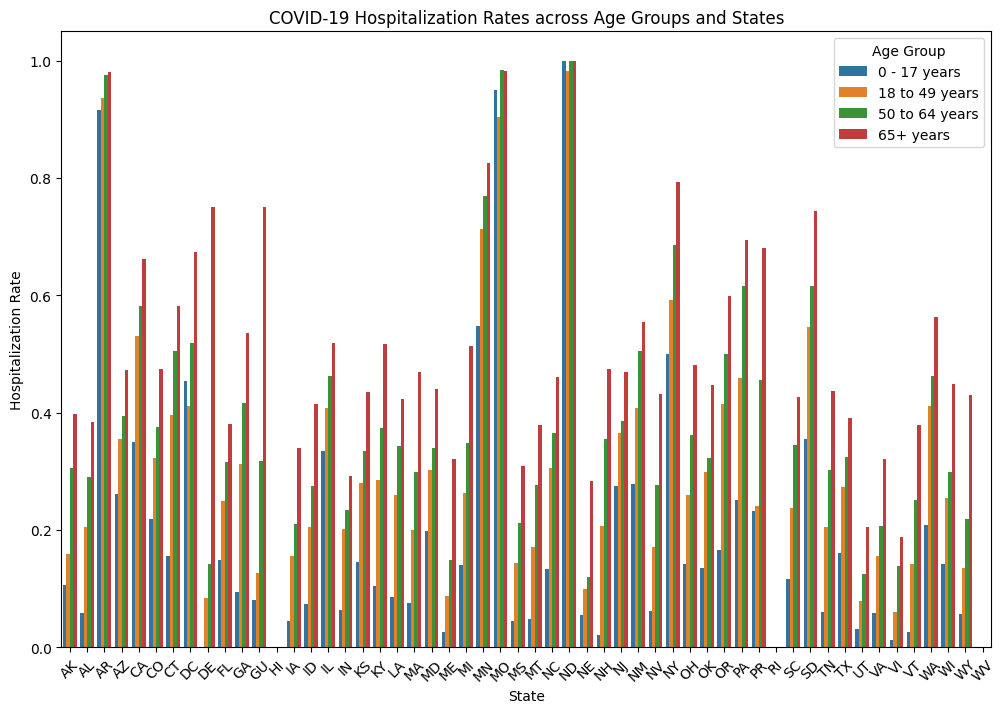 COVID-19 Hospitalization Rates across Age Groups and States
Age Group
0 - 17 years
18 to 49 years
50 to 64 years
65+ years
Hospitalization Rate
1.0
0.8
0.6
0.4
0.2
0.0
AK AL AR AZ CA CO CT DC DE FL GA GU HI IA ID IL IN KS KY LA MA MD ME MI MN MO MS MT NC ND NE NH NJ NM NV NY OH OK OR PA PR RI SC SD TN TX UT VA VI VT WA WI WY WV
State